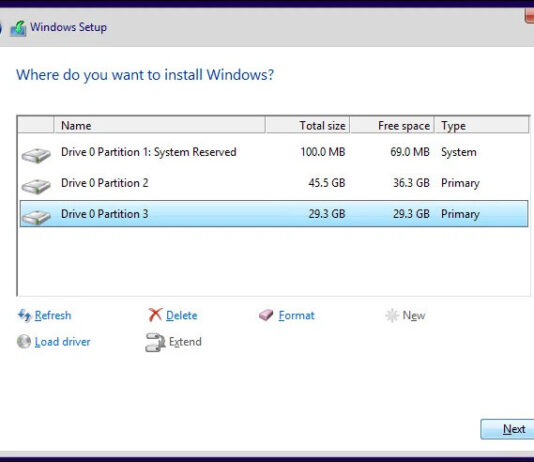 Windows Setup
Where do you want to install Windows?
Name Total size Free space Type
Drive 0 Partition 1: System Reserved 100.0 MB 69.0 MB System
Drive 0 Partition 2 45.5 GB 36.3 GB Primary
Drive 0 Partition 3 29.3 GB 29.3 GB Primary
Refresh Delete Format New
Load driver Extend
Next